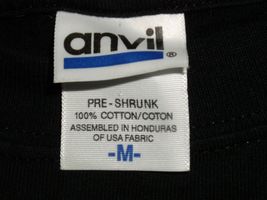 anvil®
PRE-SHRUNK
100% COTTON/COTON
ASSEMBLED IN HONDURAS
OF USA FABRIC
-M-